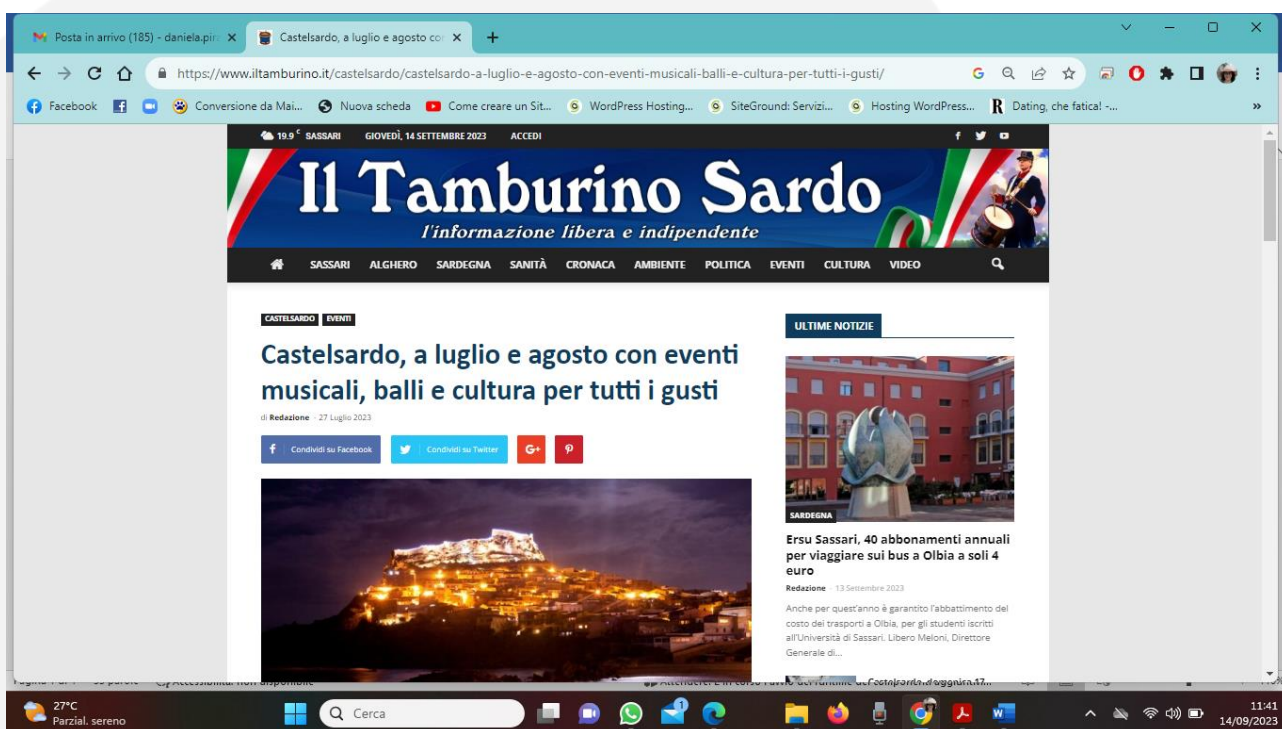 Posta in arrivo (185) - daniela.pir
Castelsardo, a luglio e agosto con
https://www.iltamburino.it/castelsardo/castelsardo-a-luglio-e-agosto-con-eventi-musicali-balli-e-cultura-per-tutti-i-gusti/
Facebook Conversione da Mai... Nuova scheda Come creare un Sit... WordPress Hosting... SiteGround: Servizi... Hosting WordPress... Dating, che fatica! -... »
19.9 C SASSARI GIOVEDÌ, 14 SETTEMBRE 2023 ACCEDI
Il Tamburino Sardo
l'informazione libera e indipendente
SASSARI ALGHERO SARDEGNA SANITÀ CRONACA AMBIENTE POLITICA EVENTI CULTURA VIDEO
CASTELSARDO EVENTI
Castelsardo, a luglio e agosto con eventi
musicali, balli e cultura per tutti i gusti
di Redazione - 27 Luglio 2023
Condividi su Facebook Condividi su Twitter G+
ULTIME NOTIZIE
SARDEGNA
Ersu Sassari, 40 abbonamenti annuali
per viaggiare sui bus a Olbia a soli 4
euro
Redazione - 13 Settembre 2023
Anche per quest'anno è garantito l'abbattimento del
costo dei trasporti a Olbia, per gli studenti iscritti
all'Università di Sassari. Libero Meloni, Direttore
Generale di...
27°C
Parzial. sereno
Cerca
1
11:41
14/09/2023